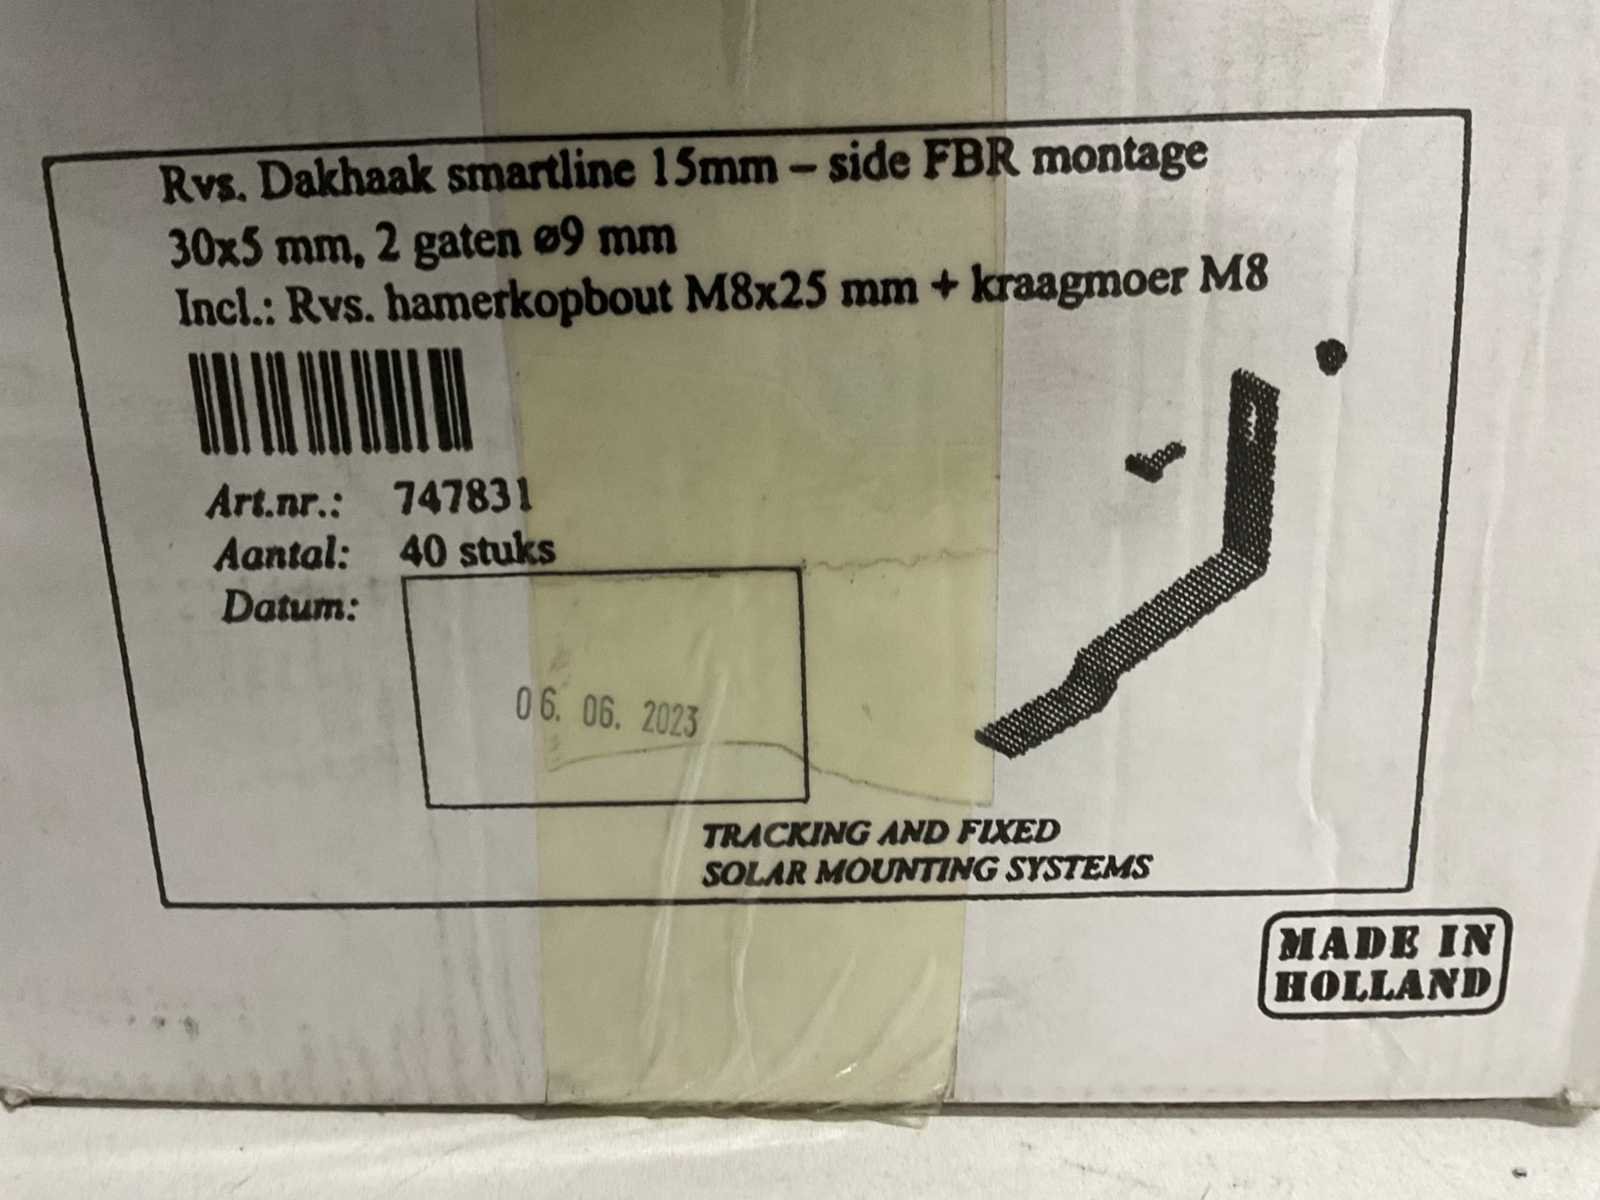 Rvs. Dakhaak smartline 15mm – side FBR montage
30x5 mm, 2 gaten ø9 mm
Incl.: Rvs. hamerkopbout M8x25 mm + kraagmoer M8
Art.nr.: 747831
Aantal: 40 stuks
Datum:
06. 06. 2023
TRACKING AND FIXED
SOLAR MOUNTING SYSTEMS
MADE IN
HOLLAND